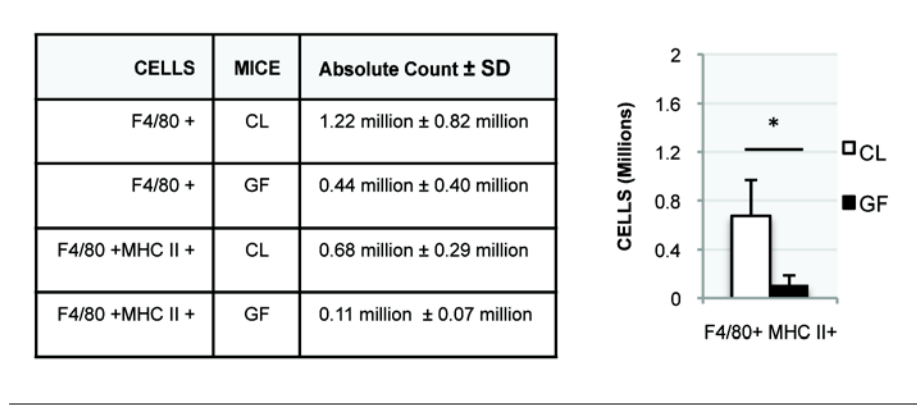 CELLS MICE Absolute Count ± SD
F4/80 + CL 1.22 million ± 0.82 million
F4/80 + GF 0.44 million ± 0.40 million
F4/80 +MHC II + CL 0.68 million ± 0.29 million
F4/80 +MHC II + GF 0.11 million ± 0.07 million
CELLS (Millions)
2
1.6
1.2
0.8
0.4
0
*
CL
GF
F4/80+ MHC II+